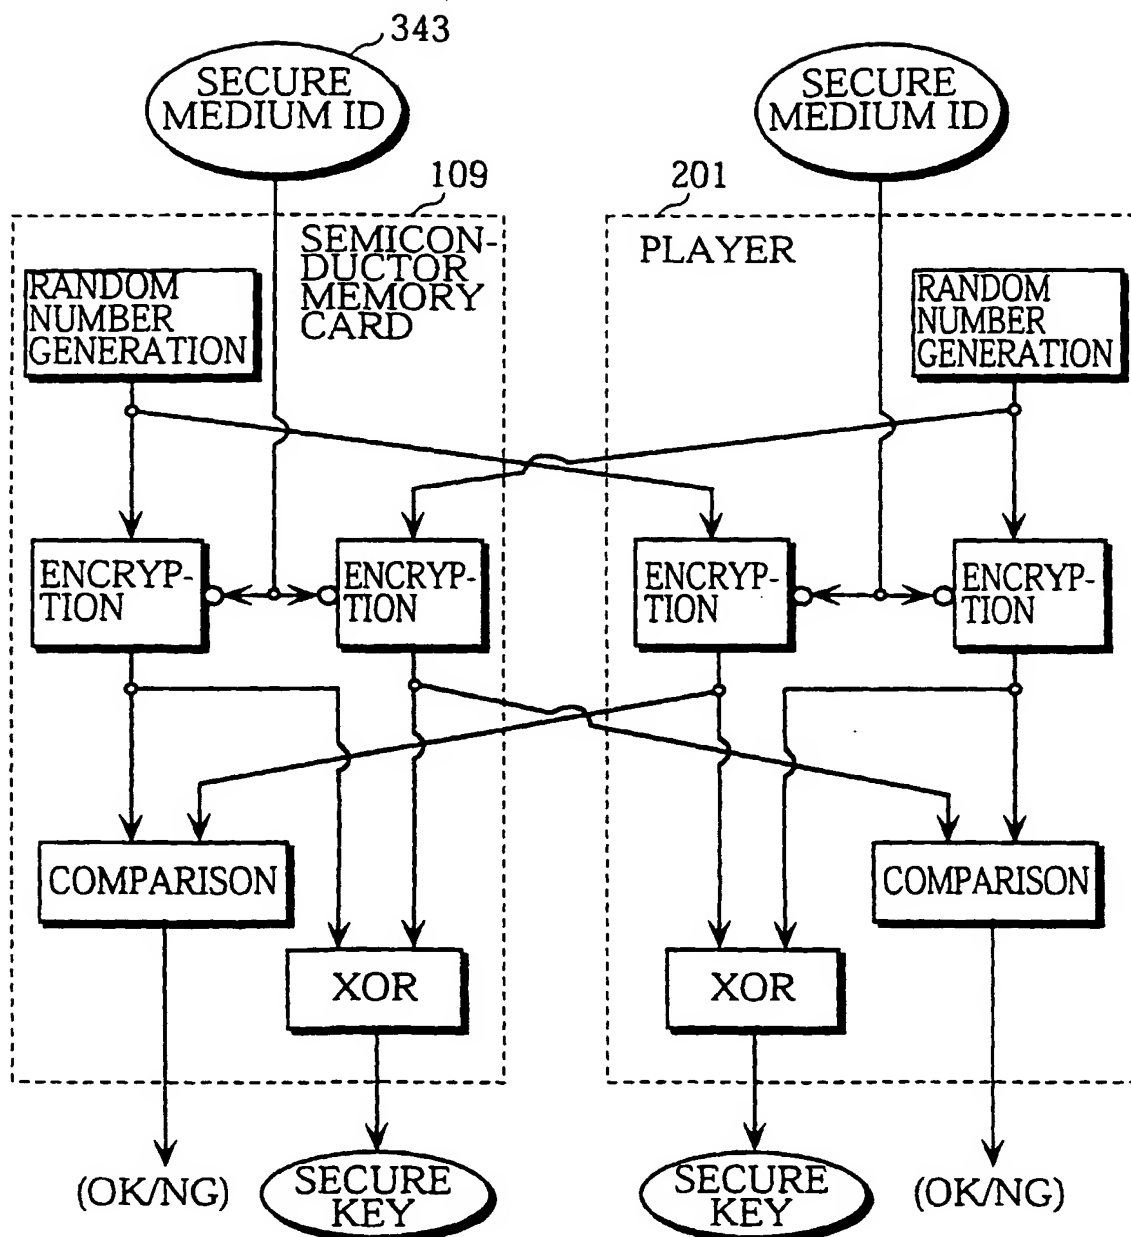 343
SECURE
MEDIUM ID
SECURE
MEDIUM ID
109
201
SEMICON-
DUCTOR
MEMORY
CARD
PLAYER
RANDOM
NUMBER
GENERATION
RANDOM
NUMBER
GENERATION
ENCRYP-
TION
ENCRYP-
TION
ENCRYP-
TION
ENCRYP-
TION
COMPARISON
COMPARISON
XOR
XOR
(OK/NG)
SECURE
KEY
SECURE
KEY
(OK/NG)